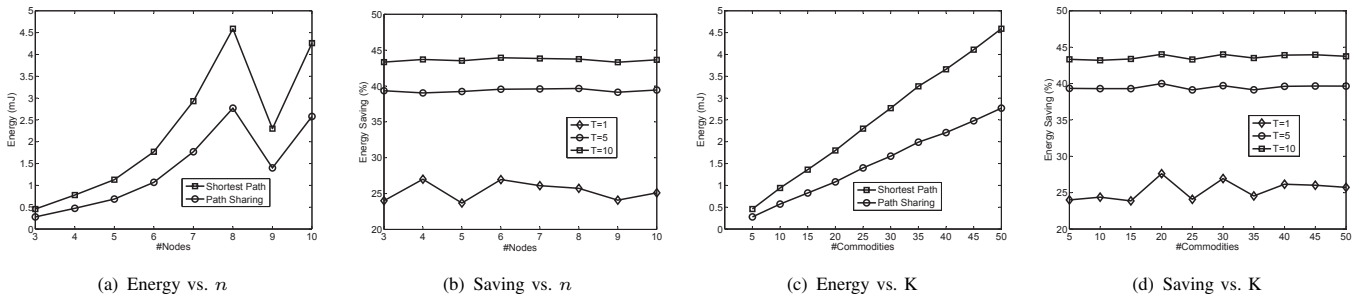 5
4.5
4
3.5
3
2.5
2
1.5
1
0.5
0
Energy (mJ)
Shortest Path
Path Sharing
3 4 5 6 7 8 9 10
#Nodes
(a) Energy vs. n
50
45
40
35
30
25
20
Energy Saving (%)
T=1
T=5
T=10
3 4 5 6 7 8 9 10
#Nodes
(b) Saving vs. n
5
4.5
4
3.5
3
2.5
2
1.5
1
0.5
0
Energy (mJ)
Shortest Path
Path Sharing
5 10 15 20 25 30 35 40 45 50
#Commodities
(c) Energy vs. K
50
45
40
35
30
25
20
Energy Saving (%)
T=1
T=5
T=10
5 10 15 20 25 30 35 40 45 50
#Commodities
(d) Saving vs. K